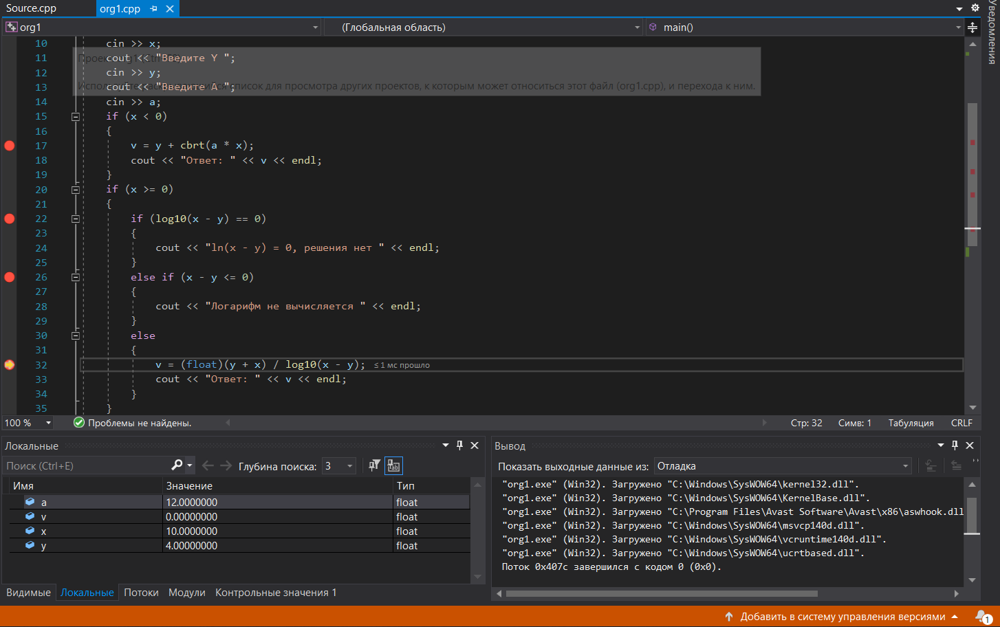 Source.cpp org1.cpp
org1 (Глобальная область) main()
Уведомления
10 cin >> x;
11 cout << "Введите Y ";
12 cin >> y;
13 cout << "Введите A ";
список для просмотра других проектов, к которым может относиться этот файл (org1.cpp), и перехода к ним.
14 cin >> a;
15 if (x < 0)
16 {
17 v = y + cbrt(a * x);
18 cout << "Ответ: " << v << endl;
19 }
20 if (x >= 0)
21 {
22 if (log10(x - y) == 0)
23 {
24 cout << "ln(x - y) = 0, решения нет " << endl;
25 }
26 else if (x - y <= 0)
27 {
28 cout << "Логарифм не вычисляется " << endl;
29 }
30 else
31 {
32 v = (float)(y + x) / log10(x - y); ≤ 1 мс прошло
33 cout << "Ответ: " << v << endl;
34 }
35 }
100 % Проблемы не найдены. Стр: 32 Симв: 1 Табуляция CRLF
Локальные
Поиск (Ctrl+E) Глубина поиска: 3
Имя Значение Тип
a 12.0000000 float
v 0.00000000 float
x 10.0000000 float
y 4.00000000 float
Видимые Локальные Потоки Модули Контрольные значения 1
Вывод
Показать выходные данные из: Отладка
"org1.exe" (Win32). Загружено "C:\Windows\SysWOW64\kernel32.dll".
"org1.exe" (Win32). Загружено "C:\Windows\SysWOW64\KernelBase.dll".
"org1.exe" (Win32). Загружено "C:\Program Files\Avast Software\Avast\x86\aswhook.dll
"org1.exe" (Win32). Загружено "C:\Windows\SysWOW64\msvcp140d.dll".
"org1.exe" (Win32). Загружено "C:\Windows\SysWOW64\vcruntime140d.dll".
"org1.exe" (Win32). Загружено "C:\Windows\SysWOW64\ucrtbased.dll".
Поток 0x407c завершился с кодом 0 (0x0).
Добавить в систему управления версиями 1